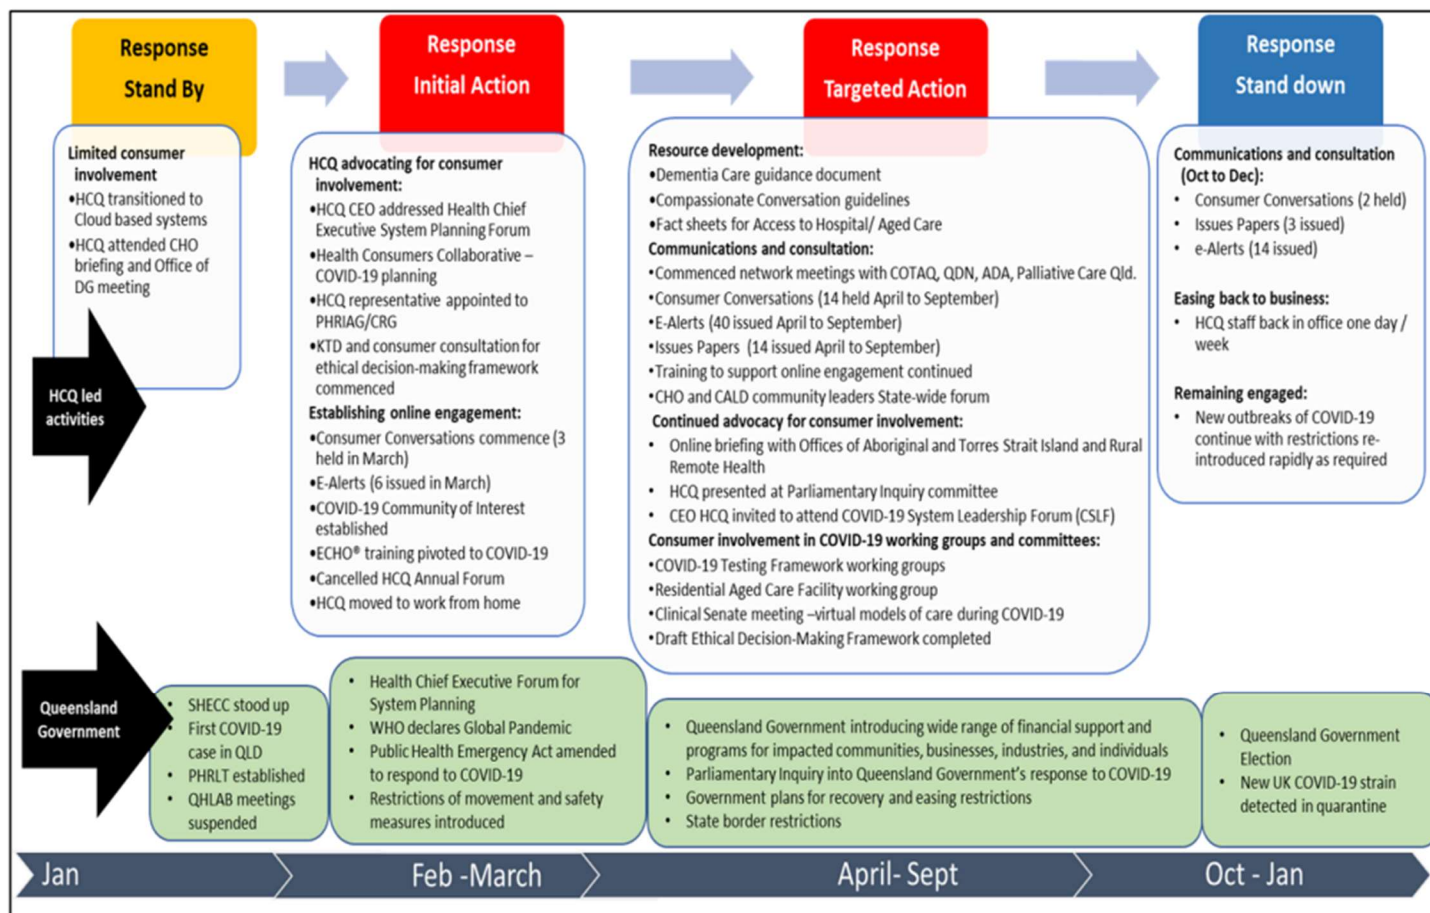 Response
Stand By
Response
Initial Action
Response
Targeted Action
Response
Stand down
Limited consumer
involvement
•HCQ transitioned to
Cloud based systems
•HCQ attended CHO
briefing and Office of
DG meeting
HCQ advocating for consumer
involvement:
•HCQ CEO addressed Health Chief
Executive System Planning Forum
•Health Consumers Collaborative –
COVID-19 planning
•HCQ representative appointed to
PHRIAG/CRG
•KTD and consumer consultation for
ethical decision-making framework
commenced
Establishing online engagement:
•Consumer Conversations commence (3
held in March)
•E-Alerts (6 issued in March)
•COVID-19 Community of Interest
established
•ECHO® training pivoted to COVID-19
•Cancelled HCQ Annual Forum
•HCQ moved to work from home
Resource development:
•Dementia Care guidance document
•Compassionate Conversation guidelines
•Fact sheets for Access to Hospital/ Aged Care
Communications and consultation:
•Commenced network meetings with COTAQ, QDN, ADA, Palliative Care Qld.
•Consumer Conversations (14 held April to September)
•E-Alerts (40 issued April to September)
•Issues Papers (14 issued April to September)
•Training to support online engagement continued
•CHO and CALD community leaders State-wide forum
Continued advocacy for consumer involvement:
• Online briefing with Offices of Aboriginal and Torres Strait Island and Rural
Remote Health
• HCQ presented at Parliamentary Inquiry committee
• CEO HCQ invited to attend COVID-19 System Leadership Forum (CSLF)
Consumer involvement in COVID-19 working groups and committees:
•COVID-19 Testing Framework working groups
•Residential Aged Care Facility working group
•Clinical Senate meeting –virtual models of care during COVID-19
•Draft Ethical Decision-Making Framework completed
Communications and consultation
(Oct to Dec):
• Consumer Conversations (2 held)
• Issues Papers (3 issued)
• e-Alerts (14 issued)
Easing back to business:
• HCQ staff back in office one day /
week
Remaining engaged:
• New outbreaks of COVID-19
continue with restrictions re-
introduced rapidly as required
HCQ led
activities
Queensland
Government
• SHECC stood up
• First COVID-19
case in QLD
• PHRLT established
• QHLAB meetings
suspended
• Health Chief Executive Forum for
System Planning
• WHO declares Global Pandemic
• Public Health Emergency Act amended
to respond to COVID-19
• Restrictions of movement and safety
measures introduced
• Queensland Government introducing wide range of financial support and
programs for impacted communities, businesses, industries, and individuals
• Parliamentary Inquiry into Queensland Government's response to COVID-19
• Government plans for recovery and easing restrictions
• State border restrictions
• Queensland Government
Election
• New UK COVID-19 strain
detected in quarantine
Jan
Feb -March
April- Sept
Oct - Jan